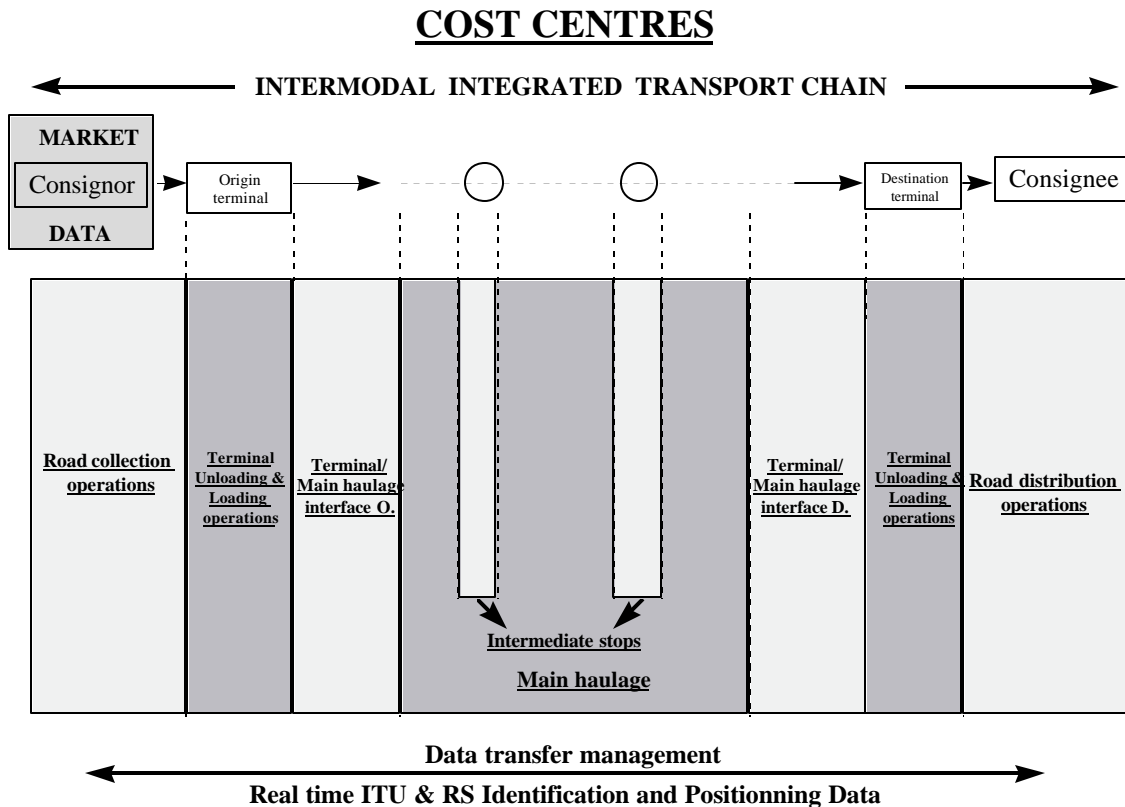 COST CENTRES
INTERMODAL INTEGRATED TRANSPORT CHAIN
MARKET
Consignor
DATA
Origin
terminal
Destination
terminal
Consignee
Road collection
operations
Terminal
Unloading &
Loading
operations
Terminal/
Main haulage
interface O.
Terminal/
Main haulage
interface D.
Terminal
Unloading &
Loading
operations
Road distribution
operations
Intermediate stops
Main haulage
Data transfer management
Real time ITU & RS Identification and Positionning Data